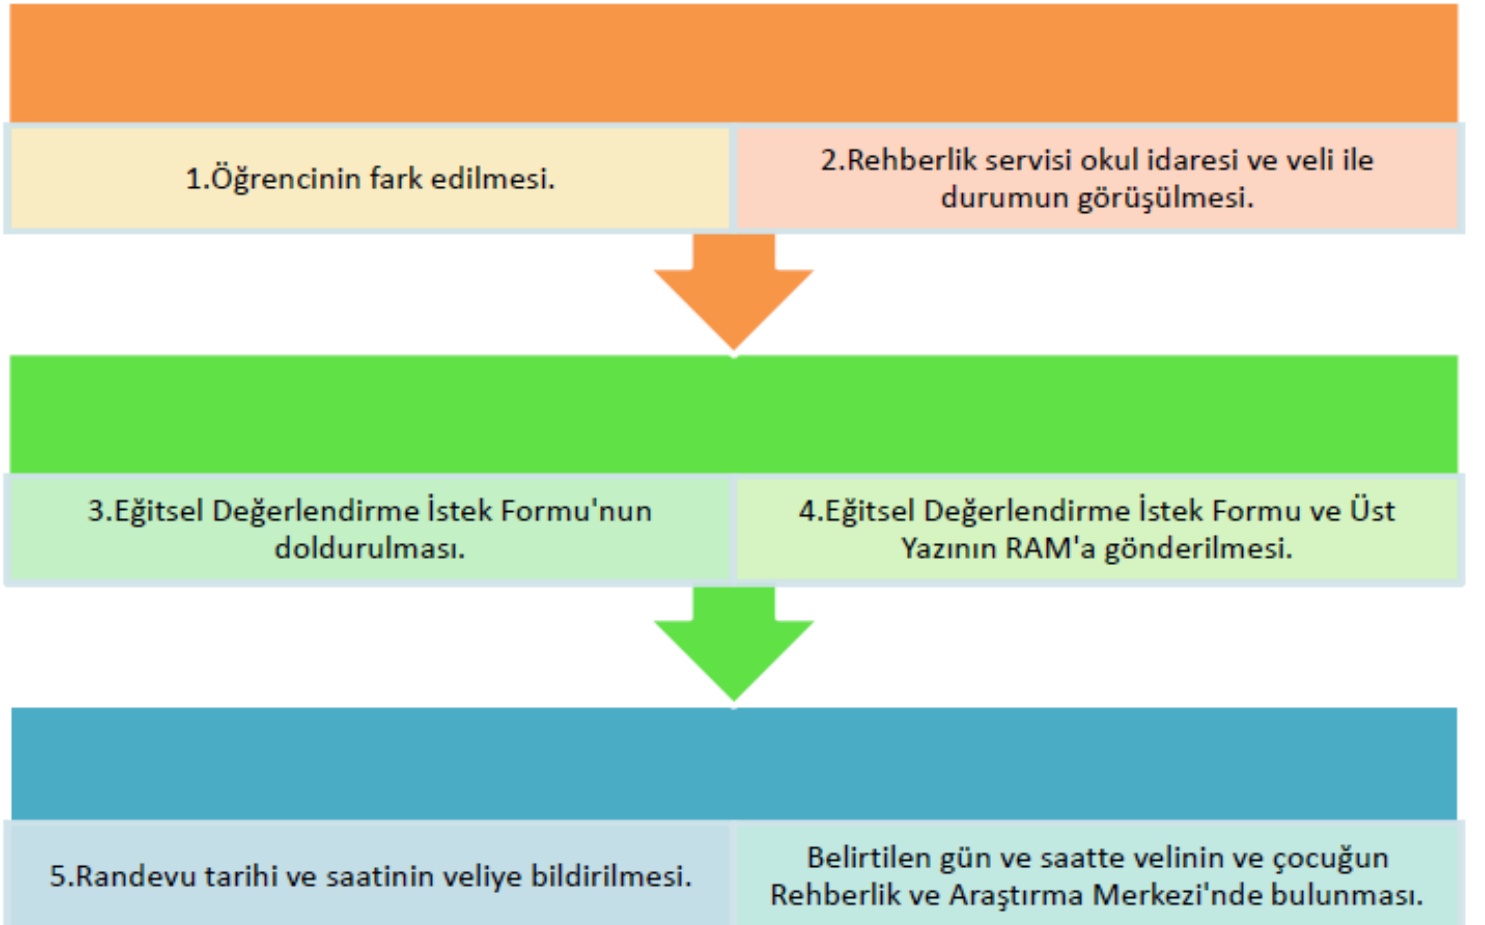 1.Öğrencinin fark edilmesi.
2.Rehberlik servisi okul idaresi ve veli ile
durumun görüşülmesi.
3.Eğitsel Değerlendirme İstek Formu'nun
doldurulması.
4.Eğitsel Değerlendirme İstek Formu ve Üst
Yazının RAM'a gönderilmesi.
5.Randevu tarihi ve saatinin veliye bildirilmesi.
Belirtilen gün ve saatte velinin ve çocuğun
Rehberlik ve Araştırma Merkezi'nde bulunması.